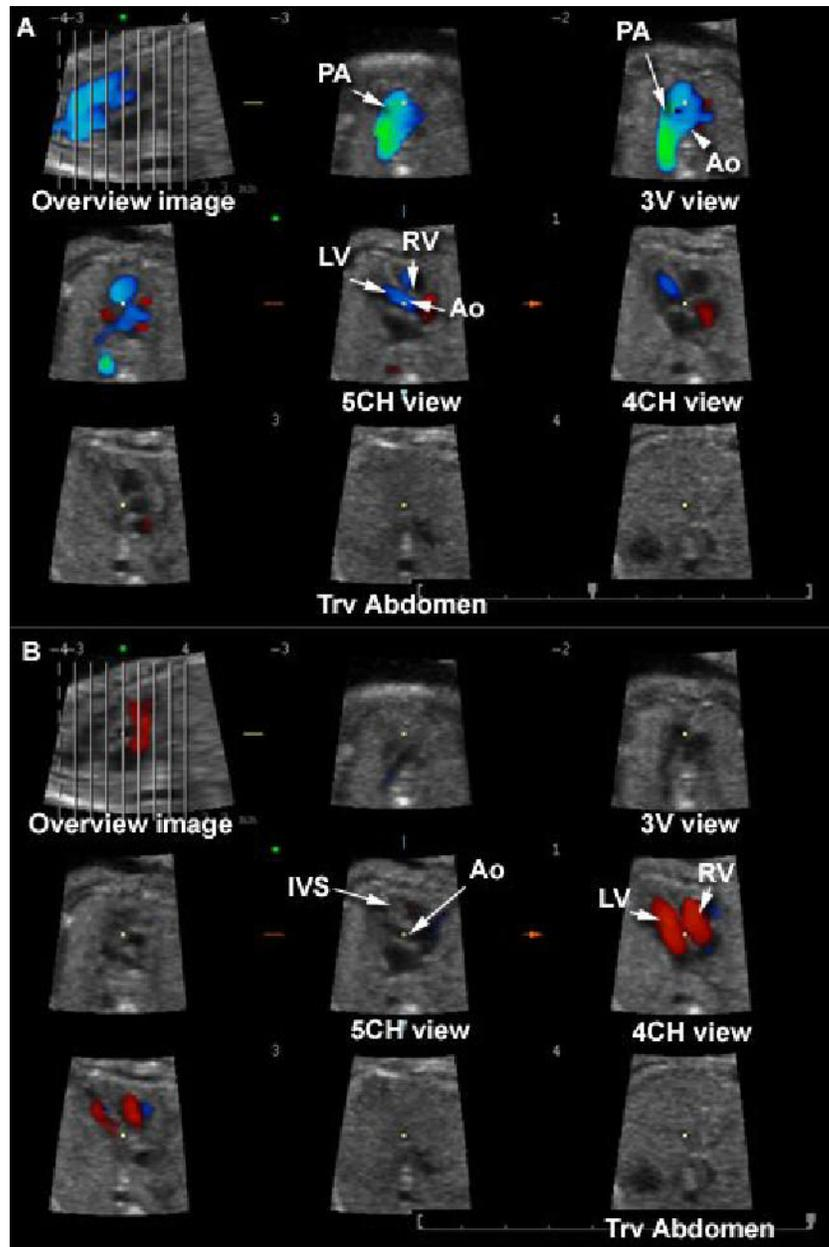 A
-4-3
4
-3
-2
PA
PA
Ao
Overview image
3V view
1
LV
RV
Ao
5CH view
4CH view
3
4
Trv Abdomen
B
-4-3
4
-3
-2
Overview image
3V view
1
IVS
Ao
LV
RV
5CH view
4CH view
3
4
Trv Abdomen